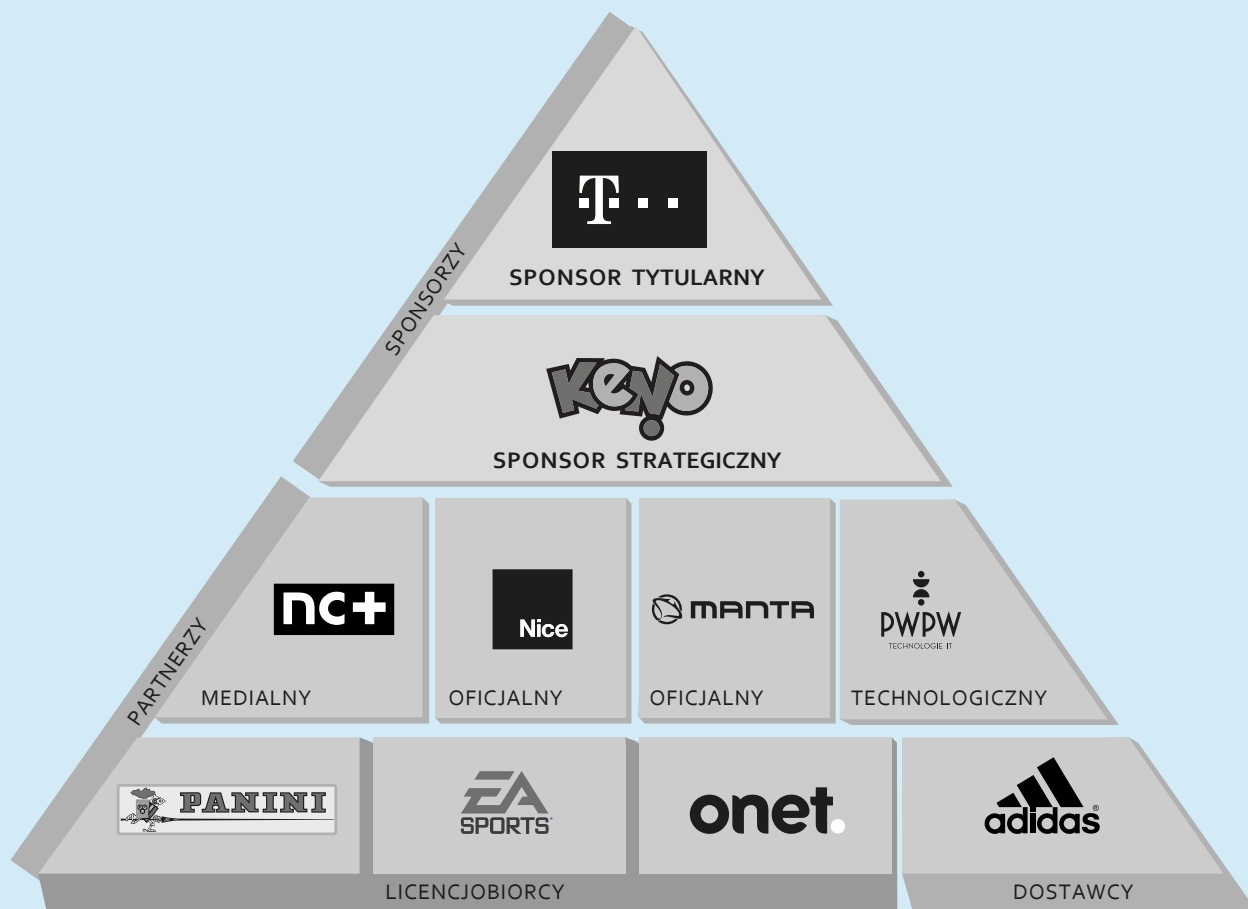 T
SPONSOR TYTULARNY
SPONSORZY
KENO
SPONSOR STRATEGICZNY
PARTNERZY
nc+
MEDIALNY
Nice
OFICJALNY
MANTA
OFICJALNY
PWPW
TECHNOLOGIE IT
TECHNOLOGICZNY
PANINI
EA
SPORTS
onet.
LICENCJOBIORCY
adidas®
DOSTAWCY